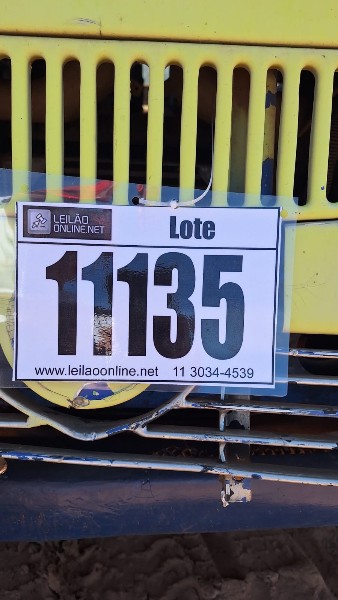 LEILÃO
ONLINE.NET
Lote
11135
www.leilaoonline.net 11 3034-4539